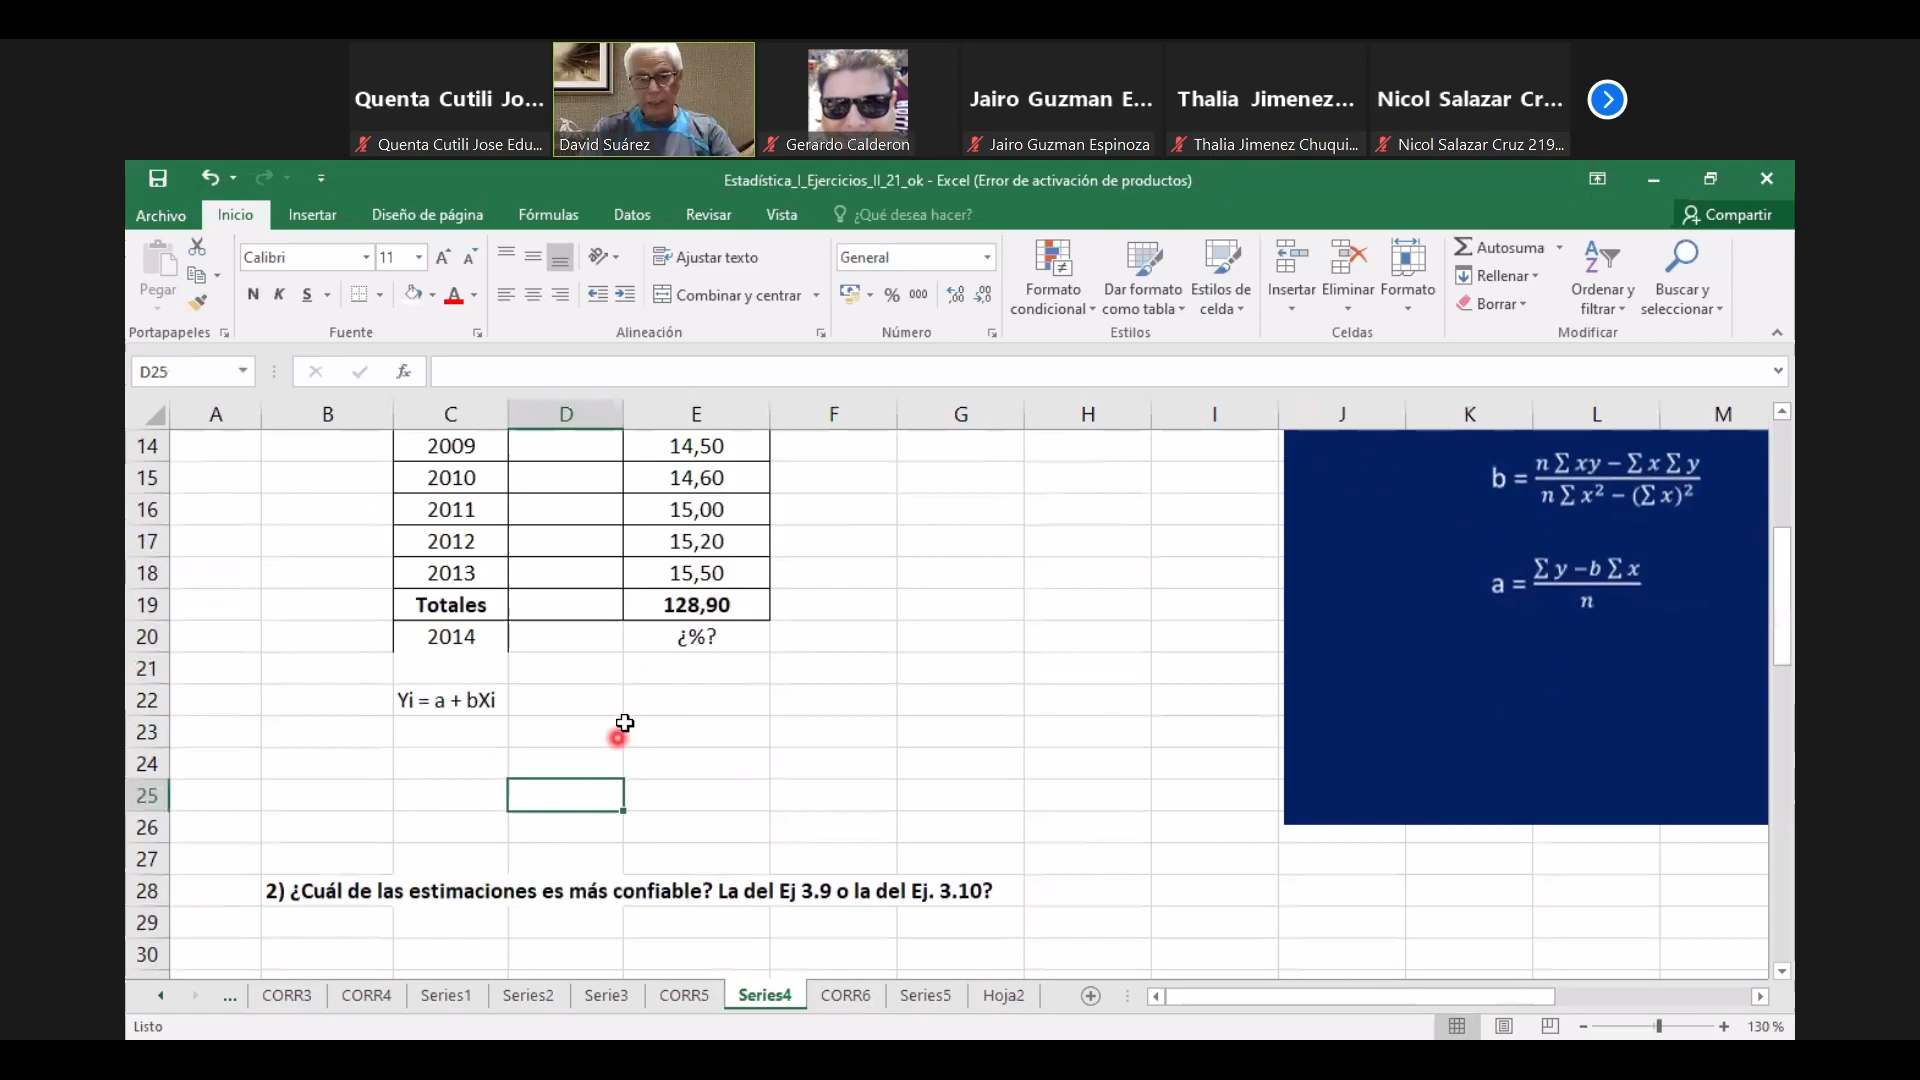 Quenta Cutili Jo...
Jairo Guzman E...
Thalia Jimenez...
Nicol Salazar Cr...
Quenta Cutili Jose Edu...
David Suárez
Gerardo Calderon
Jairo Guzman Espinoza
Thalia Jimenez Chuqui...
Nicol Salazar Cruz 219...
Estadística_I_Ejercicios_II_21_ok - Excel (Error de activación de productos)
Archivo
Inicio
Insertar
Diseño de página
Fórmulas
Datos
Revisar
Vista
¿Qué desea hacer?
Compartir
Pegar
Portapapeles
Calibri
11
N K S
Fuente
Ajustar texto
Combinar y centrar
Alineación
General
% 000
Número
Formato condicional
Dar formato como tabla
Estilos de celda
Estilos
Insertar
Eliminar
Formato
Celdas
Autosuma
Rellenar
Borrar
Ordenar y filtrar
Buscar y seleccionar
Modificar
D25
fx
A B C D E F G H I J K L M
14 2009 14,50
15 2010 14,60
16 2011 15,00
17 2012 15,20
18 2013 15,50
19 Totales 128,90
20 2014 ¿%?
21
22 Yi = a + bXi
23
24
25
26
27
28 2) ¿Cuál de las estimaciones es más confiable? La del Ej 3.9 o la del Ej. 3.10?
29
30
b = n ∑ xy − ∑ x ∑ y / n ∑ x² − (∑ x)²
a = ∑ y − b ∑ x / n
... CORR3 CORR4 Series1 Series2 Serie3 CORR5 Series4 CORR6 Series5 Hoja2
Listo
130 %